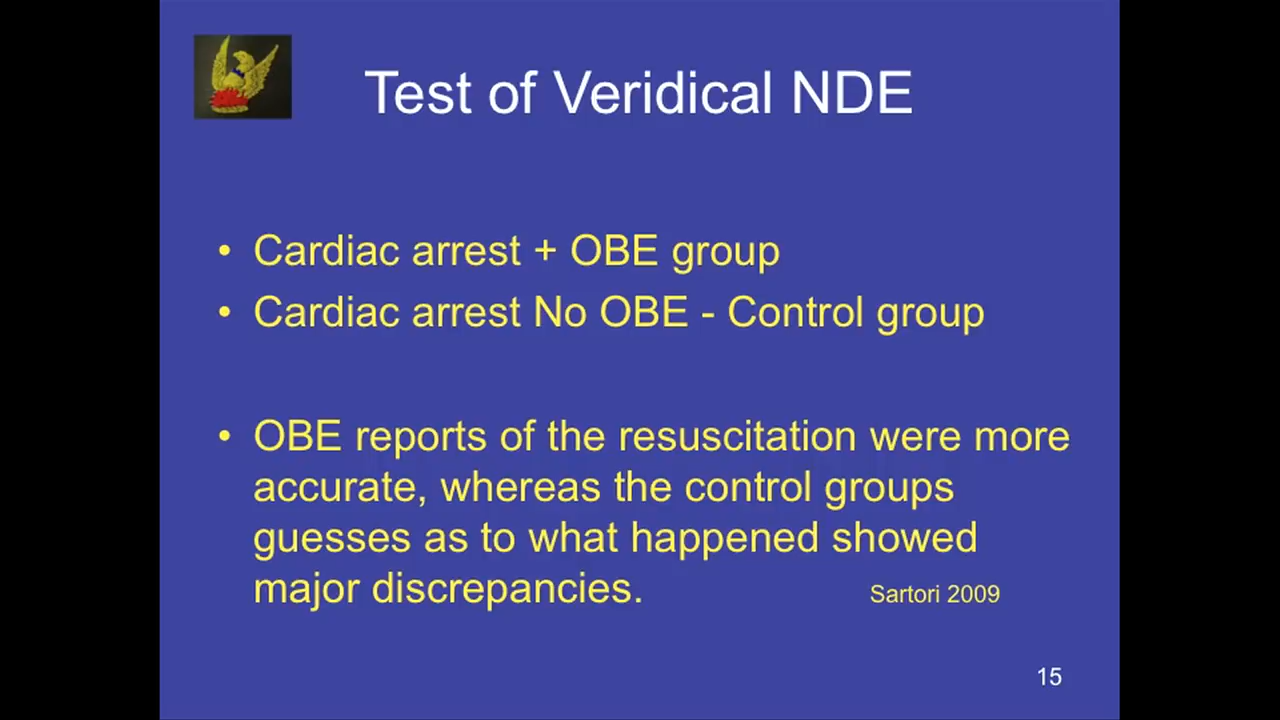 Test of Veridical NDE
• Cardiac arrest + OBE group
• Cardiac arrest No OBE - Control group
• OBE reports of the resuscitation were more
accurate, whereas the control groups
guesses as to what happened showed
major discrepancies.
Sartori 2009
15